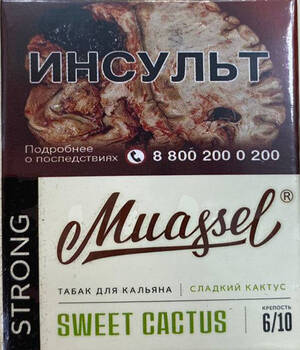 ИНСУЛЬТ
Подробнее
о последствиях 8 800 200 0 200
STRONG
Muassel®
ТАБАК ДЛЯ КАЛЬЯНА | СЛАДКИЙ КАКТУС
SWEET CACTUS
КРЕПОСТЬ
6/10